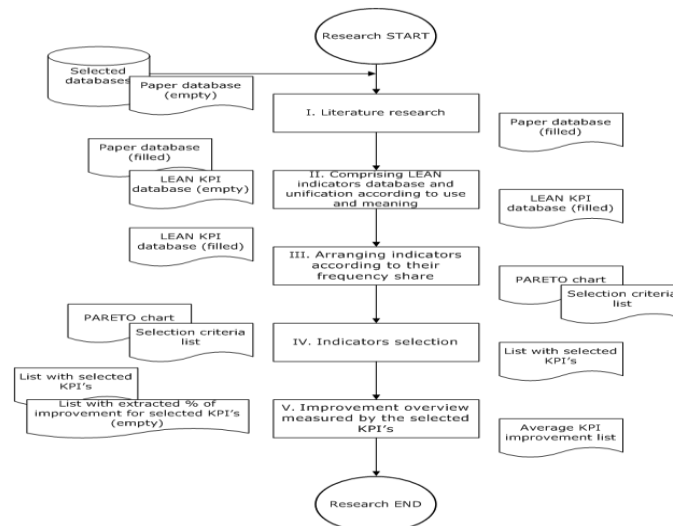 Research START
Selected
databases
Paper database
(empty)
I. Literature research
Paper database
(filled)
Paper database
(filled)
LEAN KPI
database (empty)
II. Comprising LEAN
indicators database and
unification according to use
and meaning
LEAN KPI
database (filled)
LEAN KPI
database (filled)
III. Arranging indicators
according to their
frequency share
PARETO chart
Selection criteria
list
PARETO chart
Selection criteria
list
IV. Indicators selection
List with selected
KPI's
List with selected
KPI's
List with extracted % of
improvement for selected KPI's
(empty)
V. Improvement overview
measured by the selected
KPI's
Average KPI
improvement list
Research END